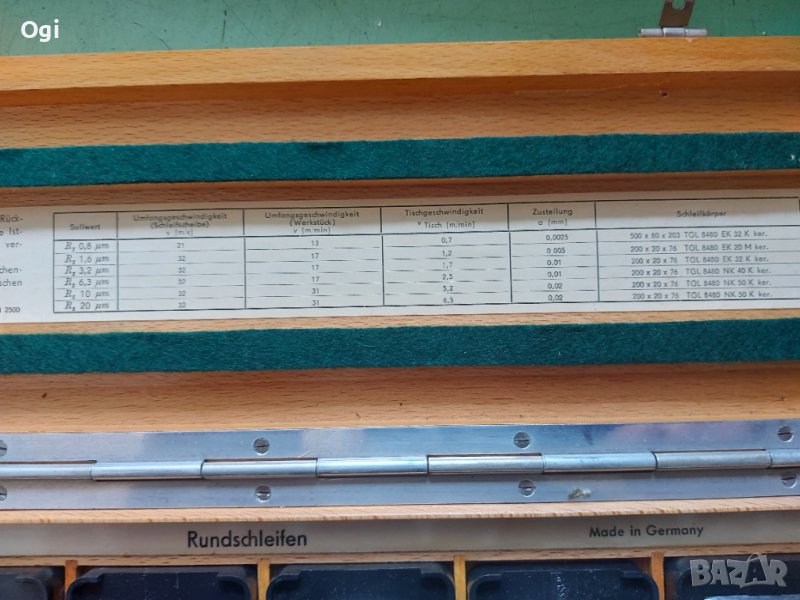 Ogi
Rück-
Ist-
ver-
chen-
schen
2500
Sollwert | Umfangsgeschwindigkeit (Schleifscheibe) v [m/s] | Umfangsgeschwindigkeit (Werkstück) v [m/min] | Tischgeschwindigkeit v Tisch [m/min] | Zustellung a [mm] | Schleifkörper
Rz 0,8 µm | 21 | 13 | 0,7 | 0,0025 | 500 x 80 x 203 TGL 8480 EK 32 K ker.
Rz 1,6 µm | 32 | 17 | 1,2 | 0 005 | 200 x 20 x 76 TGL 8480 EK 20 M ker.
Rz 3,2 µm | 32 | 17 | 1,7 | 0,01 | 200 x 20 x 76 TGL 8480 EK 32 K ker.
Rz 6,3 µm | 32 | 17 | 2,5 | 0,01 | 200 x 20 x 76 TGL 8480 NK 40 K ker.
Rz 10 µm | 32 | 31 | 5,2 | 0,02 | 200 x 20 x 76 TGL 8480 NK 50 K ker.
Rz 20 µm | 32 | 31 | 6,5 | 0,02 | 200 x 20 x 76 TGL 8480 NK 50 K ker.
Rundschleifen
Made in Germany
BAZAR